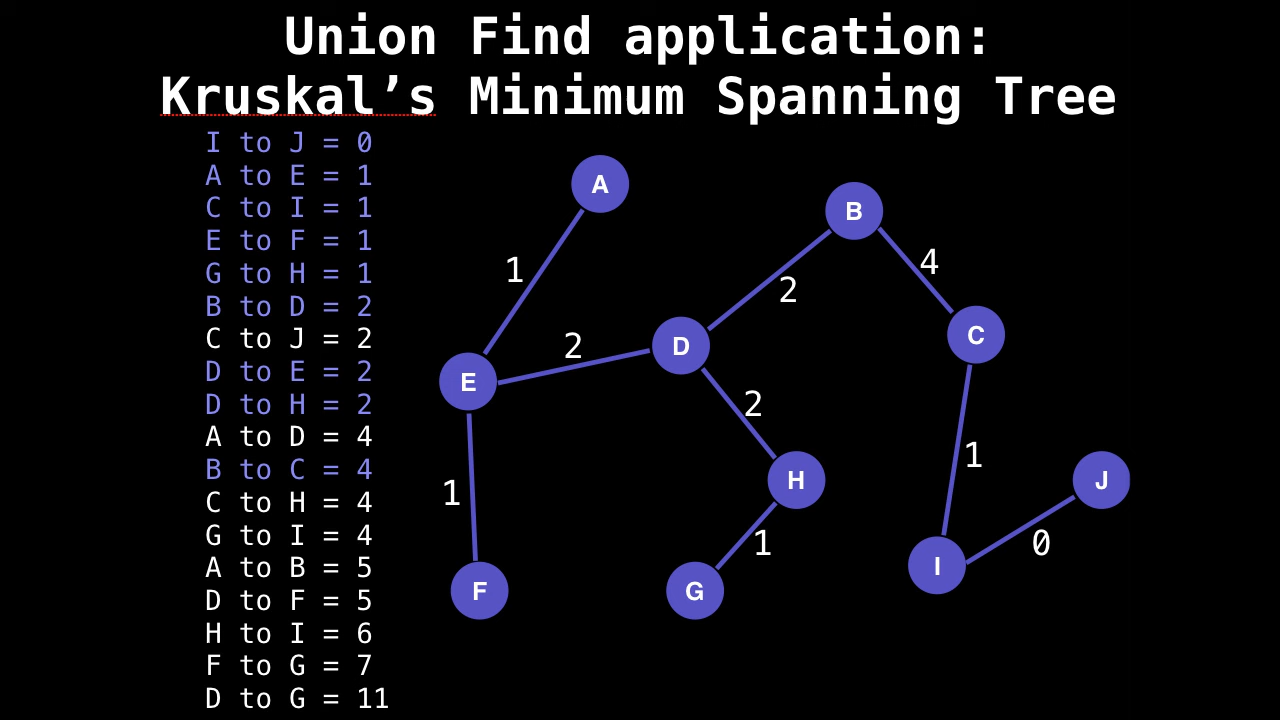 Union Find application:
Kruskal’s Minimum Spanning Tree
I to J = 0
A to E = 1
C to I = 1
E to F = 1
G to H = 1
B to D = 2
C to J = 2
D to E = 2
D to H = 2
A to D = 4
B to C = 4
C to H = 4
G to I = 4
A to B = 5
D to F = 5
H to I = 6
F to G = 7
D to G = 11
A
B
4
1
2
C
2
D
E
2
1
H
J
1
1
0
I
F
G